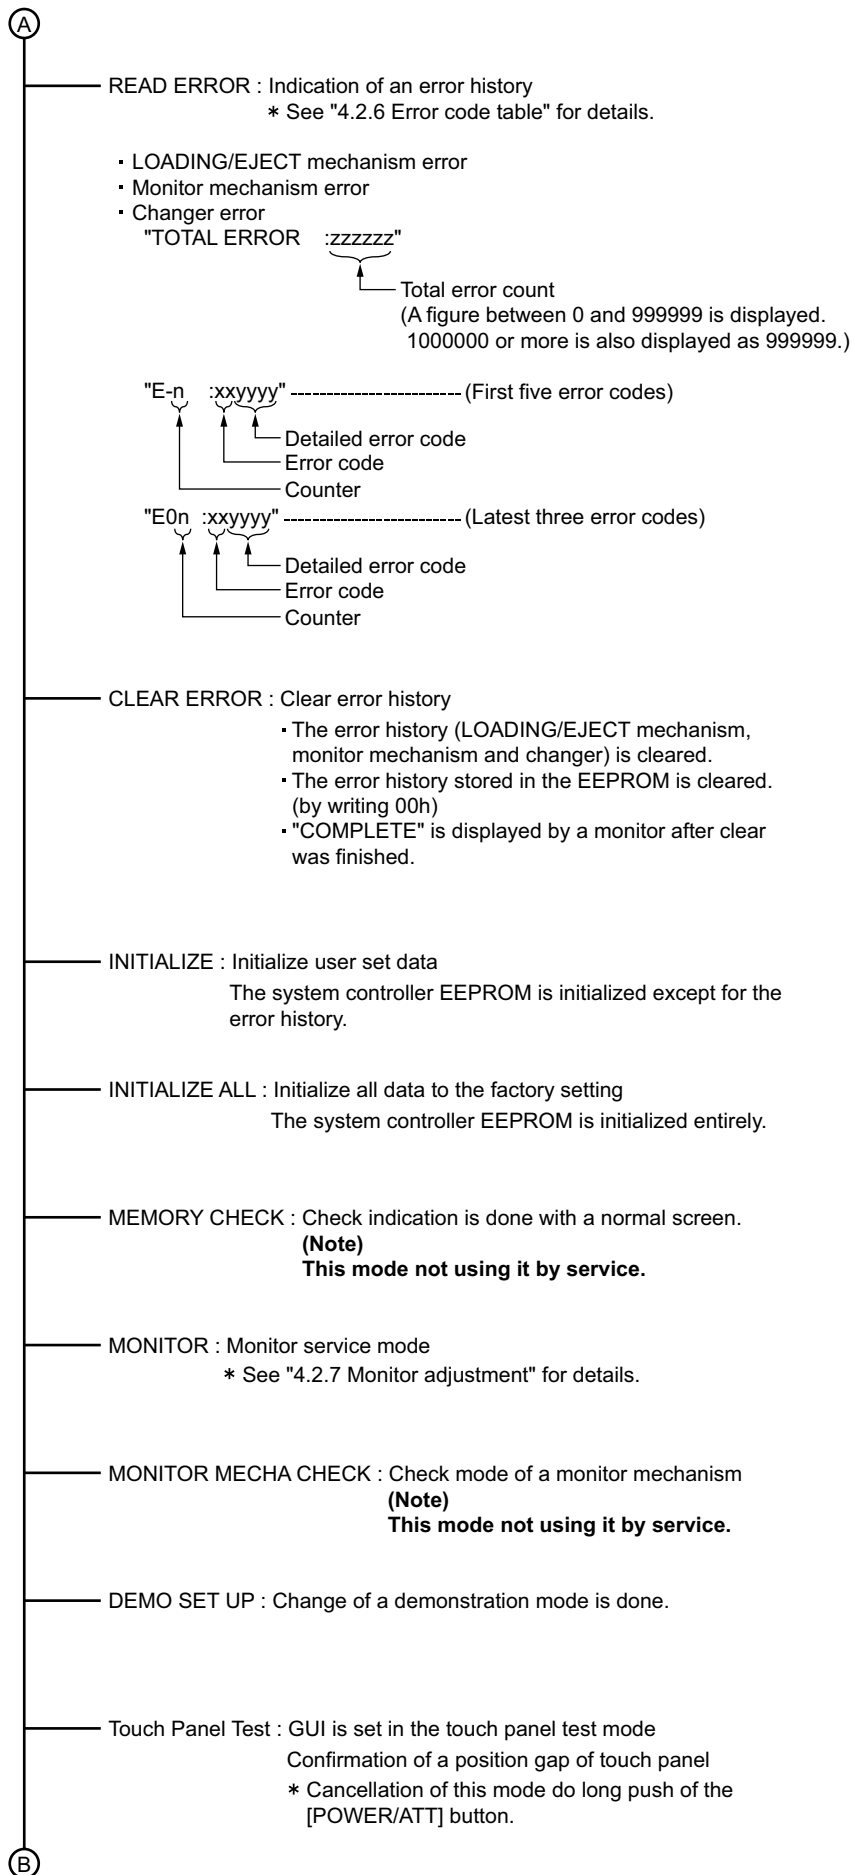 A
READ ERROR : Indication of an error history
* See "4.2.6 Error code table" for details.
· LOADING/EJECT mechanism error
· Monitor mechanism error
· Changer error
"TOTAL ERROR :zzzzzz"
Total error count
(A figure between 0 and 999999 is displayed.
1000000 or more is also displayed as 999999.)
"E-n :xxyyyy" ---------------------- (First five error codes)
Detailed error code
Error code
Counter
"E0n :xxyyyy" ----------------------- (Latest three error codes)
Detailed error code
Error code
Counter
CLEAR ERROR : Clear error history
· The error history (LOADING/EJECT mechanism,
monitor mechanism and changer) is cleared.
· The error history stored in the EEPROM is cleared.
(by writing 00h)
· "COMPLETE" is displayed by a monitor after clear
was finished.
INITIALIZE : Initialize user set data
The system controller EEPROM is initialized except for the
error history.
INITIALIZE ALL : Initialize all data to the factory setting
The system controller EEPROM is initialized entirely.
MEMORY CHECK : Check indication is done with a normal screen.
(Note)
This mode not using it by service.
MONITOR : Monitor service mode
* See "4.2.7 Monitor adjustment" for details.
MONITOR MECHA CHECK : Check mode of a monitor mechanism
(Note)
This mode not using it by service.
DEMO SET UP : Change of a demonstration mode is done.
Touch Panel Test : GUI is set in the touch panel test mode
Confirmation of a position gap of touch panel
* Cancellation of this mode do long push of the
[POWER/ATT] button.
B